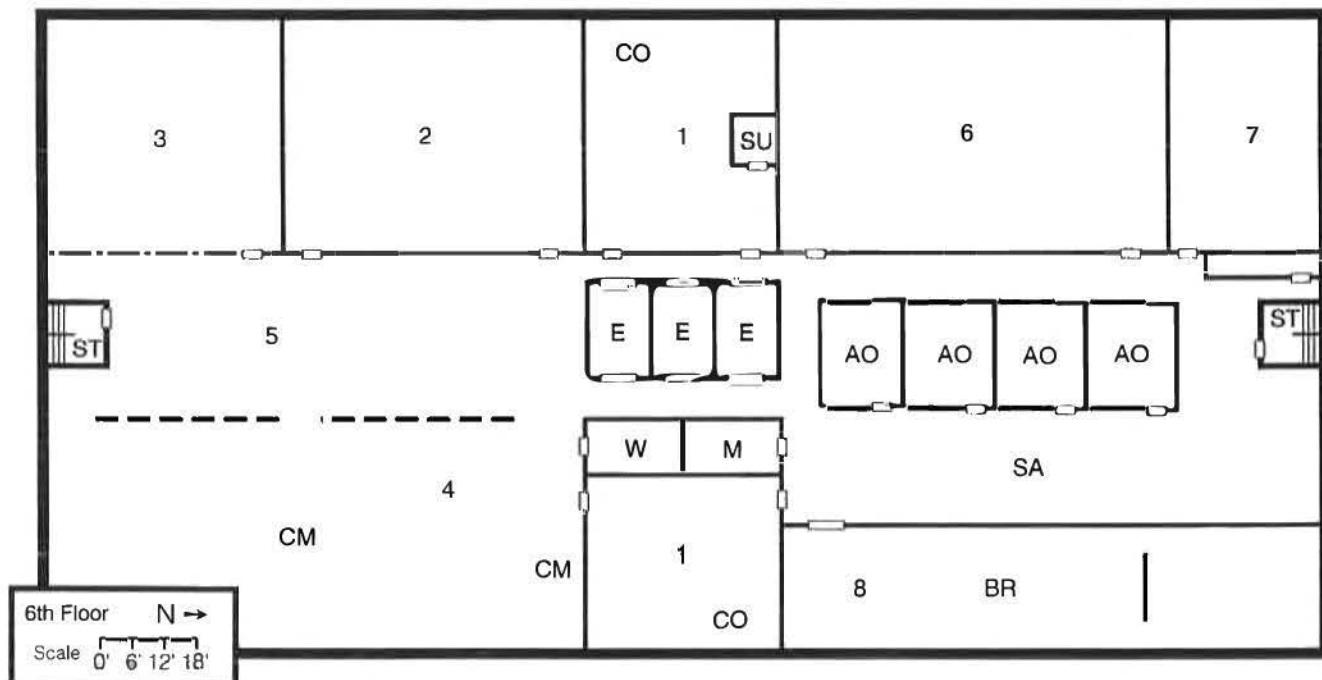 CO
3
2
1
SU
6
7
5
ST
E
E
E
AO
AO
AO
AO
ST
W
M
SA
4
CM
CM
1
CO
8
BR
6th Floor N
Scale 0' 6' 12' 18'